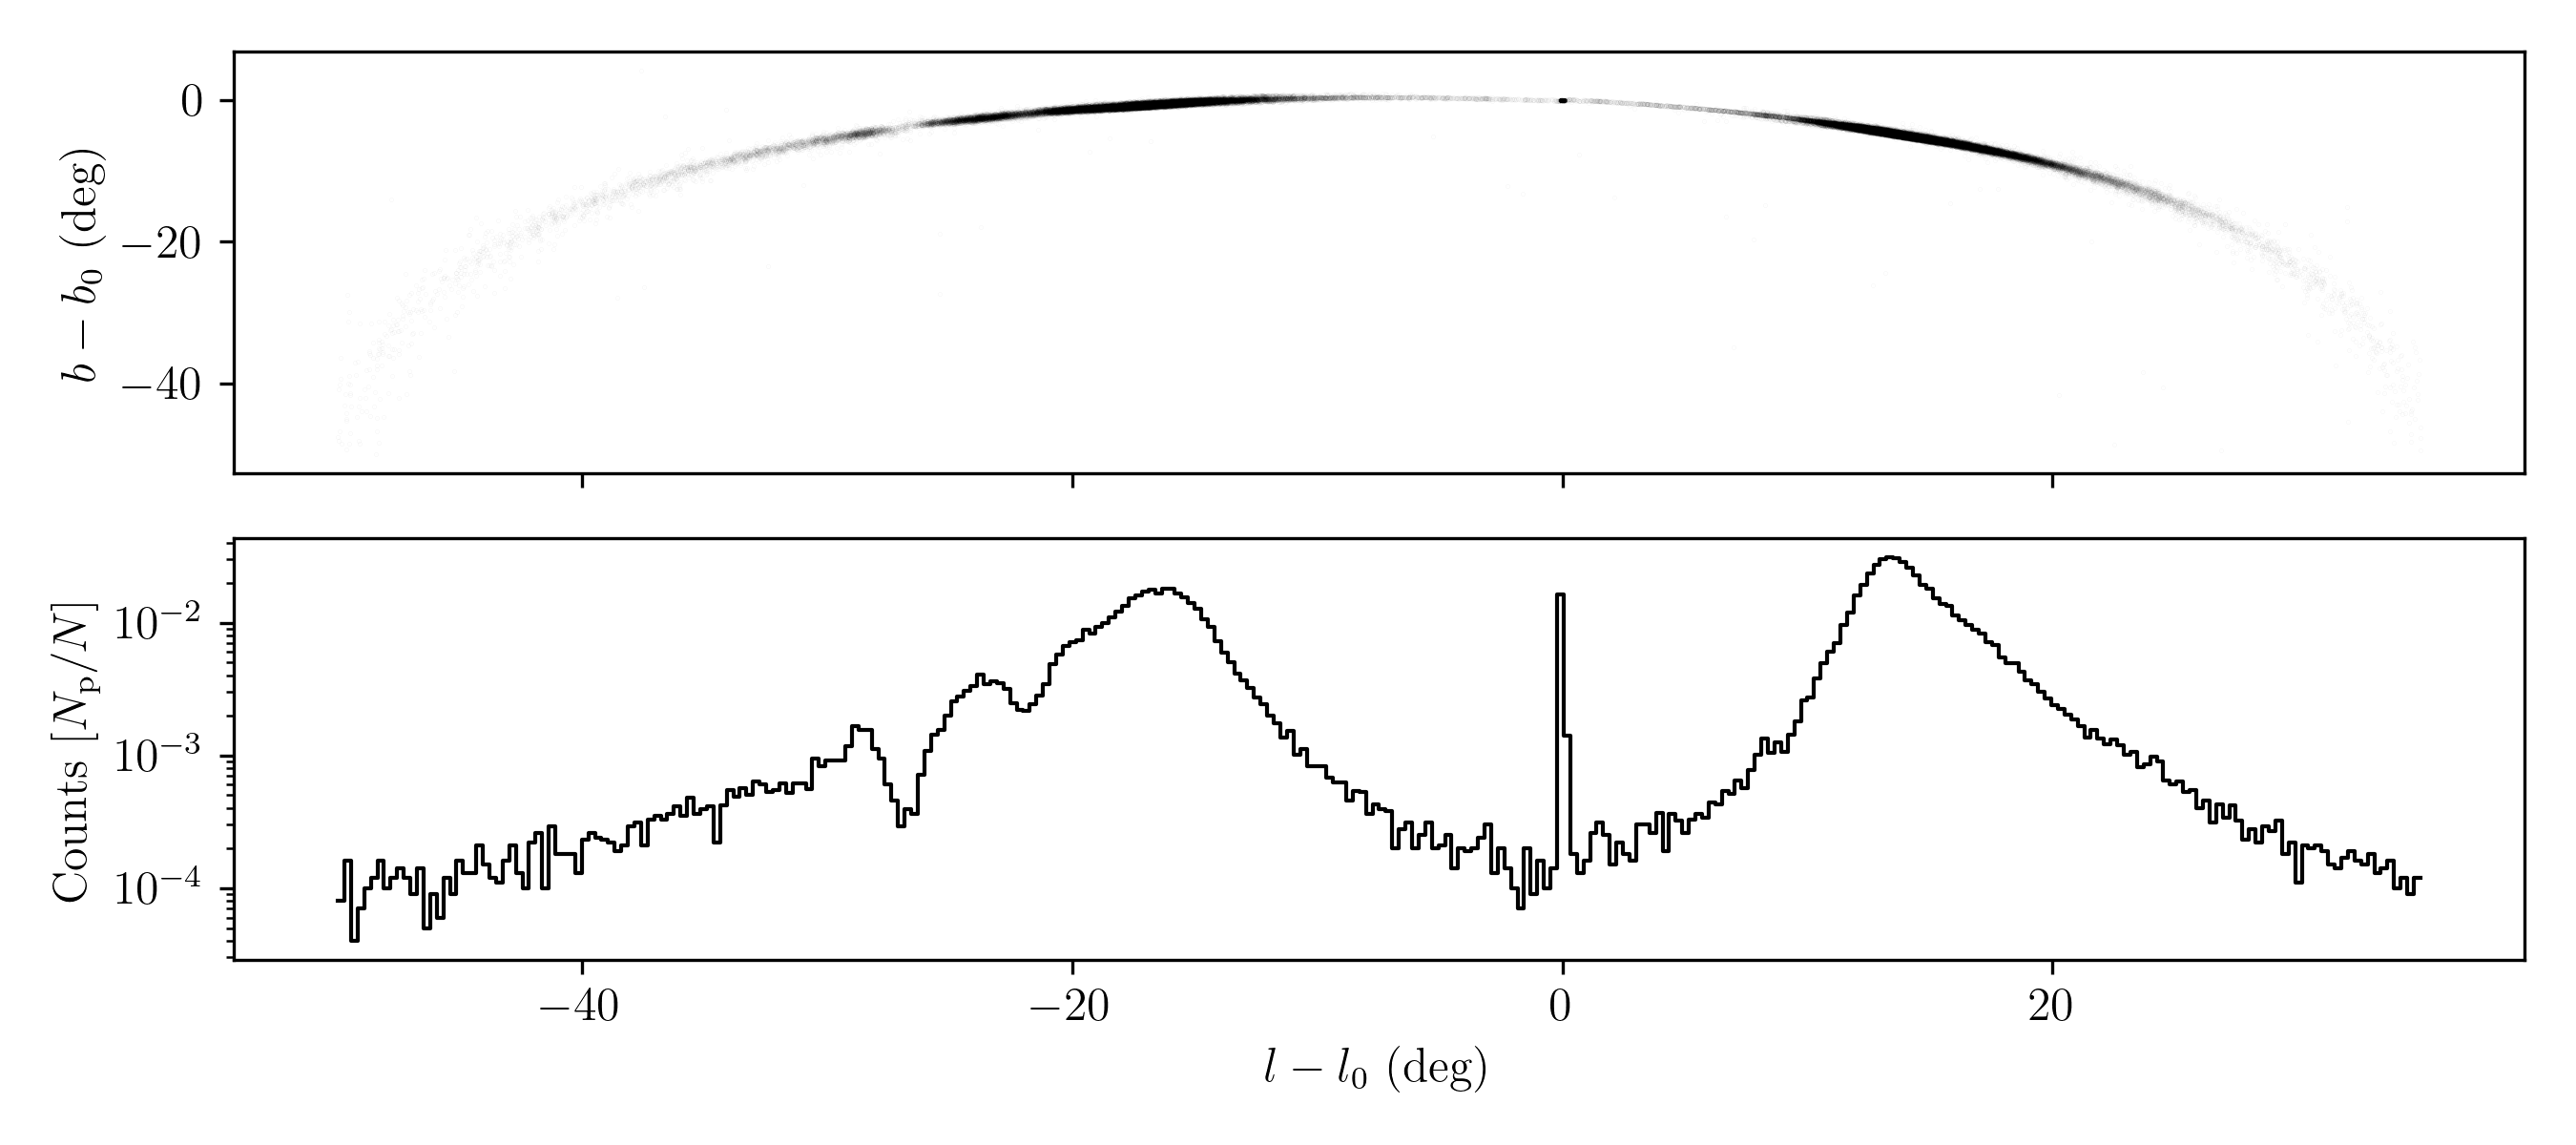 0
−20
−40
b − b₀ (deg)
10⁻²
10⁻³
10⁻⁴
Counts [Nₚ/N]
−40 −20 0 20
l − l₀ (deg)